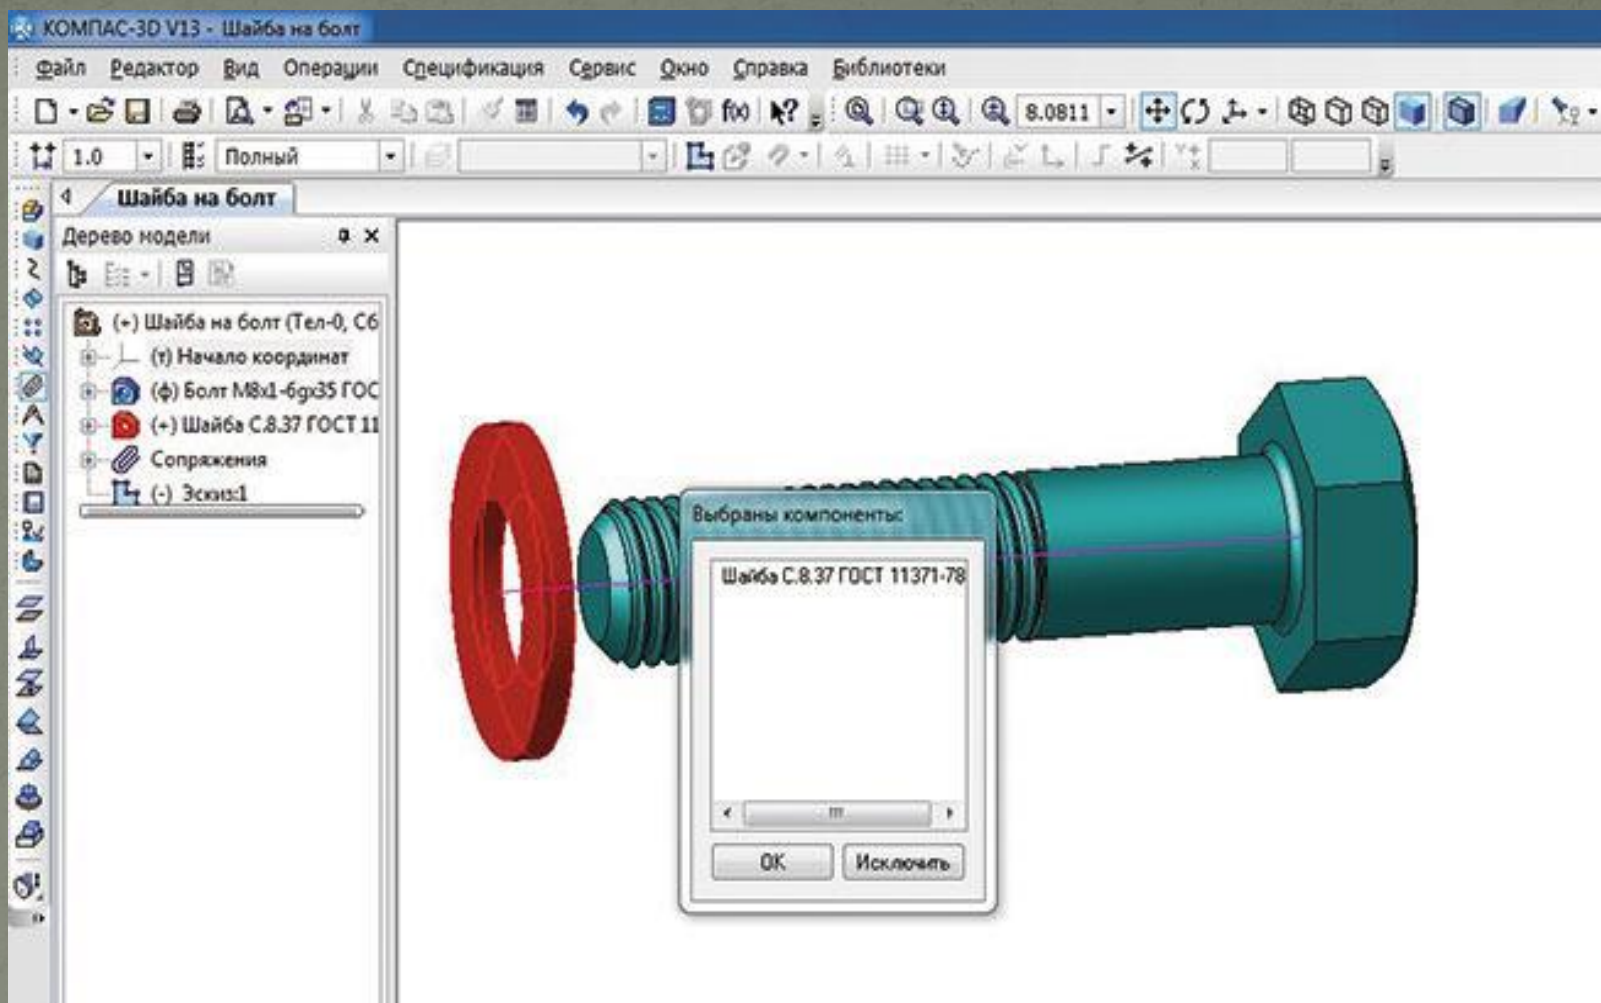 КОМПАС-3D V13 - Шайба на болт
Файл Редактор Вид Операции Спецификация Сервис Окно Справка Библиотеки
f(x) 8.0811
1.0 Полный
Шайба на болт
Дерево модели
(+) Шайба на болт (Тел-0, Сб
(т) Начало координат
(ф) Болт М8х1-6gх35 ГОС
(+) Шайба С.8.37 ГОСТ 11
Сопряжения
(-) Эскиз:1
Выбраны компоненты:
Шайба С.8.37 ГОСТ 11371-78
ОК Исключить